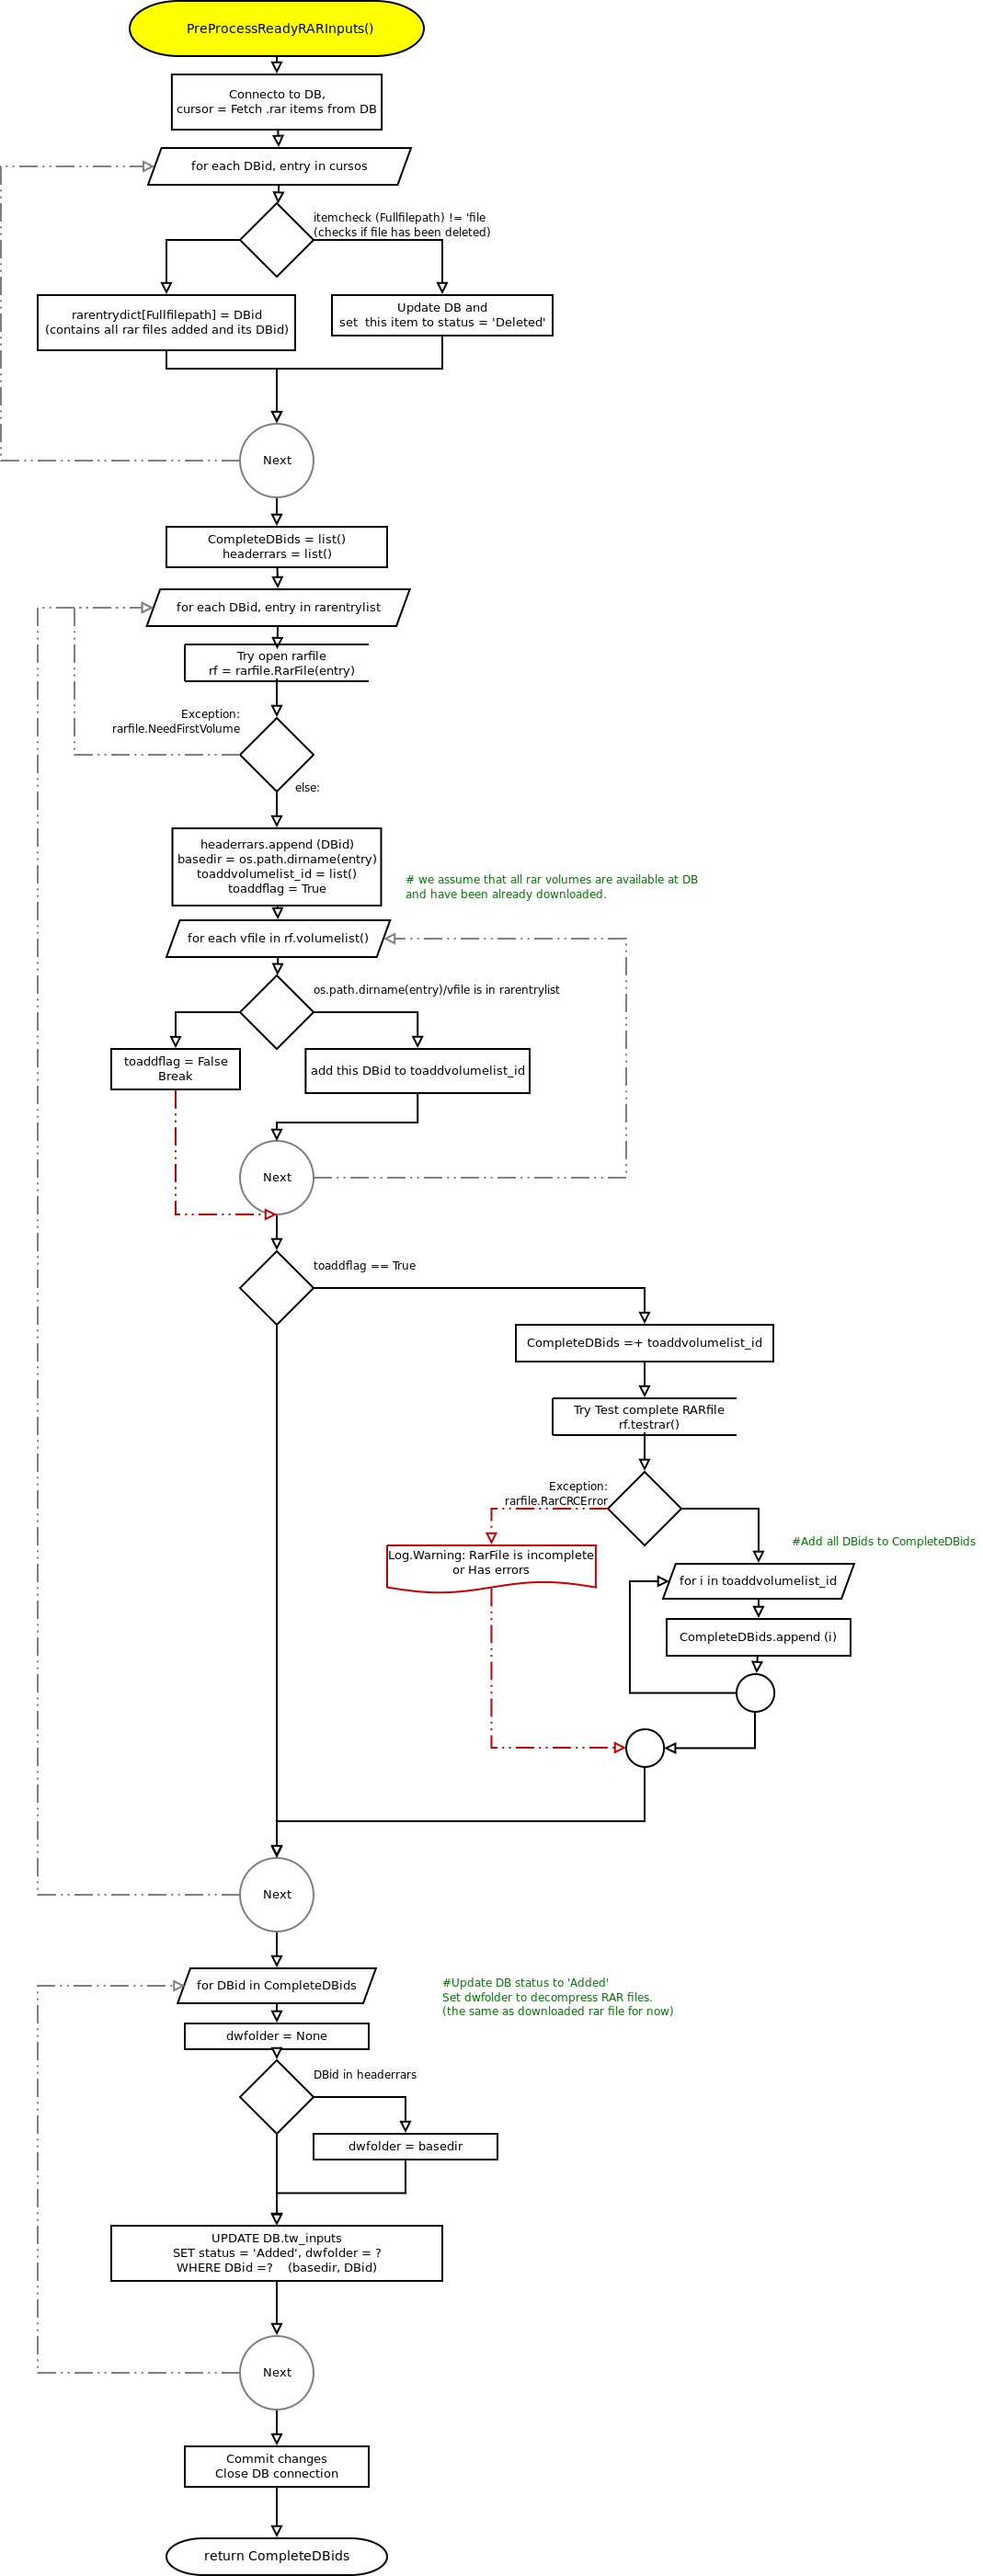 PreProcessReadyRARInputs()
Connecto to DB,
cursor = Fetch .rar items from DB
for each DBid, entry in cursos
itemcheck (Fullfilepath) != 'file
(checks if file has been deleted)
rarentrydict[Fullfilepath] = DBid
(contains all rar files added and its DBid)
Update DB and
set  this item to status = 'Deleted'
Next
CompleteDBids = list()
headerrars = list()
for each DBid, entry in rarentrylist
Try open rarfile
rf = rarfile.RarFile(entry)
Exception:
rarfile.NeedFirstVolume
else:
headerrars.append (DBid)
basedir = os.path.dirname(entry)
toaddvolumelist_id = list()
toaddflag = True
# we assume that all rar volumes are available at DB
and have been already downloaded.
for each vfile in rf.volumelist()
os.path.dirname(entry)/vfile is in rarentrylist
toaddflag = False
Break
add this DBid to toaddvolumelist_id
Next
toaddflag == True
CompleteDBids =+ toaddvolumelist_id
Try Test complete RARfile
rf.testrar()
Exception:
rarfile.RarCRCError
#Add all DBids to CompleteDBids
Log.Warning: RarFile is incomplete
or Has errors
for i in toaddvolumelist_id
CompleteDBids.append (i)
Next
for DBid in CompleteDBids
#Update DB status to 'Added'
Set dwfolder to decompress RAR files.
(the same as downloaded rar file for now)
dwfolder = None
DBid in headerrars
dwfolder = basedir
UPDATE DB.tw_inputs
SET status = 'Added', dwfolder = ?
WHERE DBid =?    (basedir, DBid)
Next
Commit changes
Close DB connection
return CompleteDBids